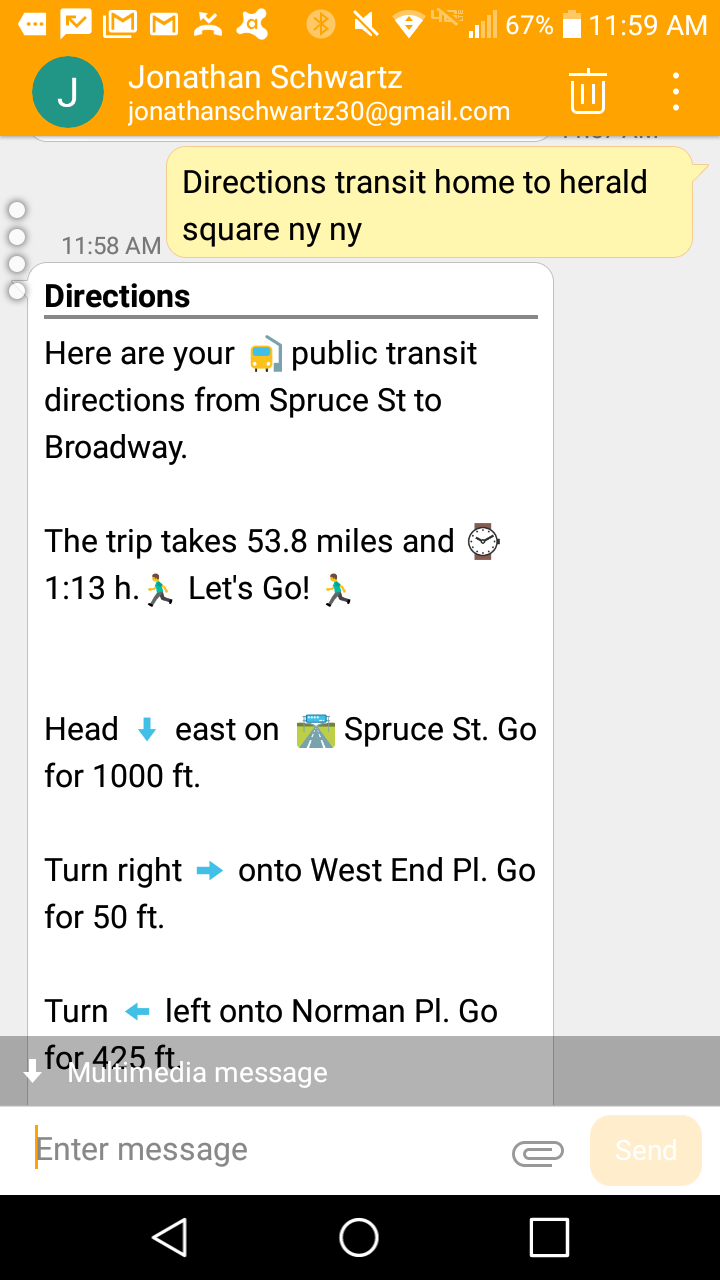 67% 11:59 AM
J
Jonathan Schwartz
jonathanschwartz30@gmail.com
Directions transit home to herald
square ny ny
11:58 AM
Directions
Here are your public transit
directions from Spruce St to
Broadway.
The trip takes 53.8 miles and
1:13 h. Let's Go!
Head east on Spruce St. Go
for 1000 ft.
Turn right onto West End Pl. Go
for 50 ft.
Turn left onto Norman Pl. Go
for 425 ft.
Multimedia message
Enter message
Send